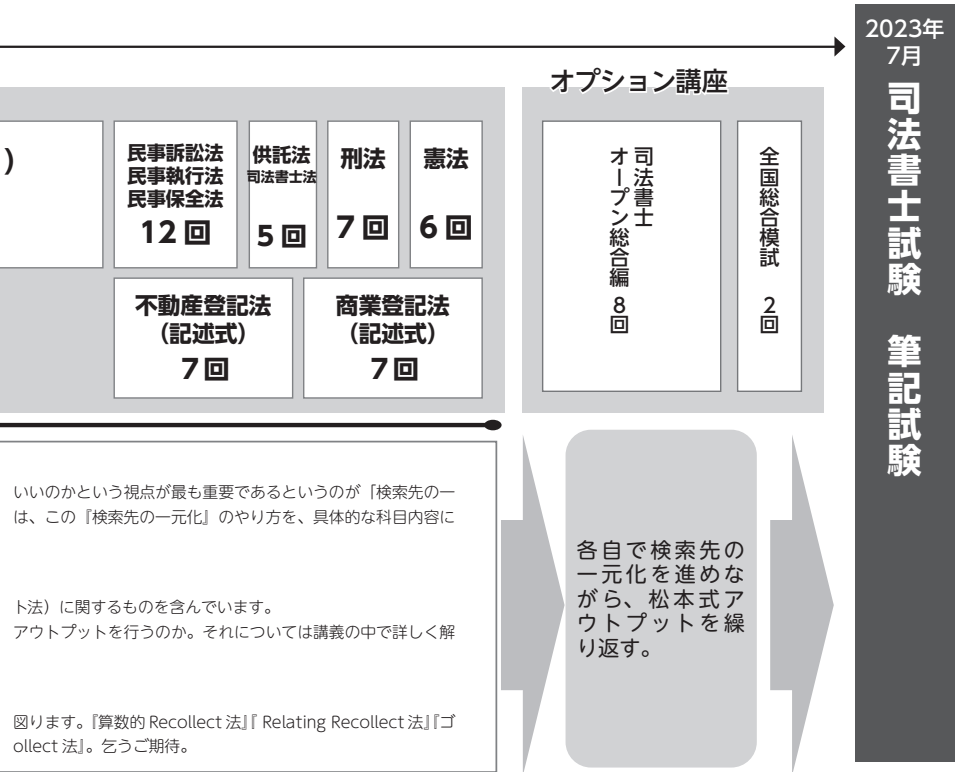 オプション講座
）
民事訴訟法
民事執行法
民事保全法
12回
供託法
司法書士法
5回
刑法
7回
憲法
6回
不動産登記法
（記述式）
7回
商業登記法
（記述式）
7回
司法書士
オープン総合編 8回
全国総合模試 2回
2023年
7月
司法書士試験 筆記試験
いいのかという視点が最も重要であるというのが「検索先の一
は、この『検索先の一元化』のやり方を、具体的な科目内容に
ト法）に関するものを含んでいます。
アウトプットを行うのか。それについては講義の中で詳しく解
図ります。『算数的 Recollect 法』『 Relating Recollect 法』『ゴ
ollect 法』。乞うご期待。
各自で検索先の
一元化を進めな
がら、松本式ア
ウトプットを繰
り返す。